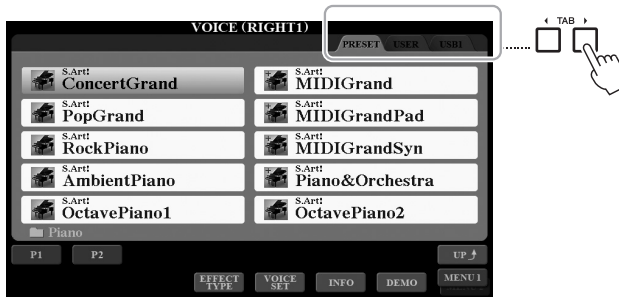 VOICE (RIGHT1)
PRESET USER USB1
TAB
S.Art!
ConcertGrand
S.Art!
MIDIGrand
S.Art!
PopGrand
S.Art!
MIDIGrandPad
S.Art!
RockPiano
S.Art!
MIDIGrandSyn
S.Art!
AmbientPiano
S.Art!
Piano&Orchestra
S.Art!
OctavePiano1
S.Art!
OctavePiano2
Piano
P1 P2 UP
EFFECT
TYPE
VOICE
SET
INFO
DEMO
MENU1